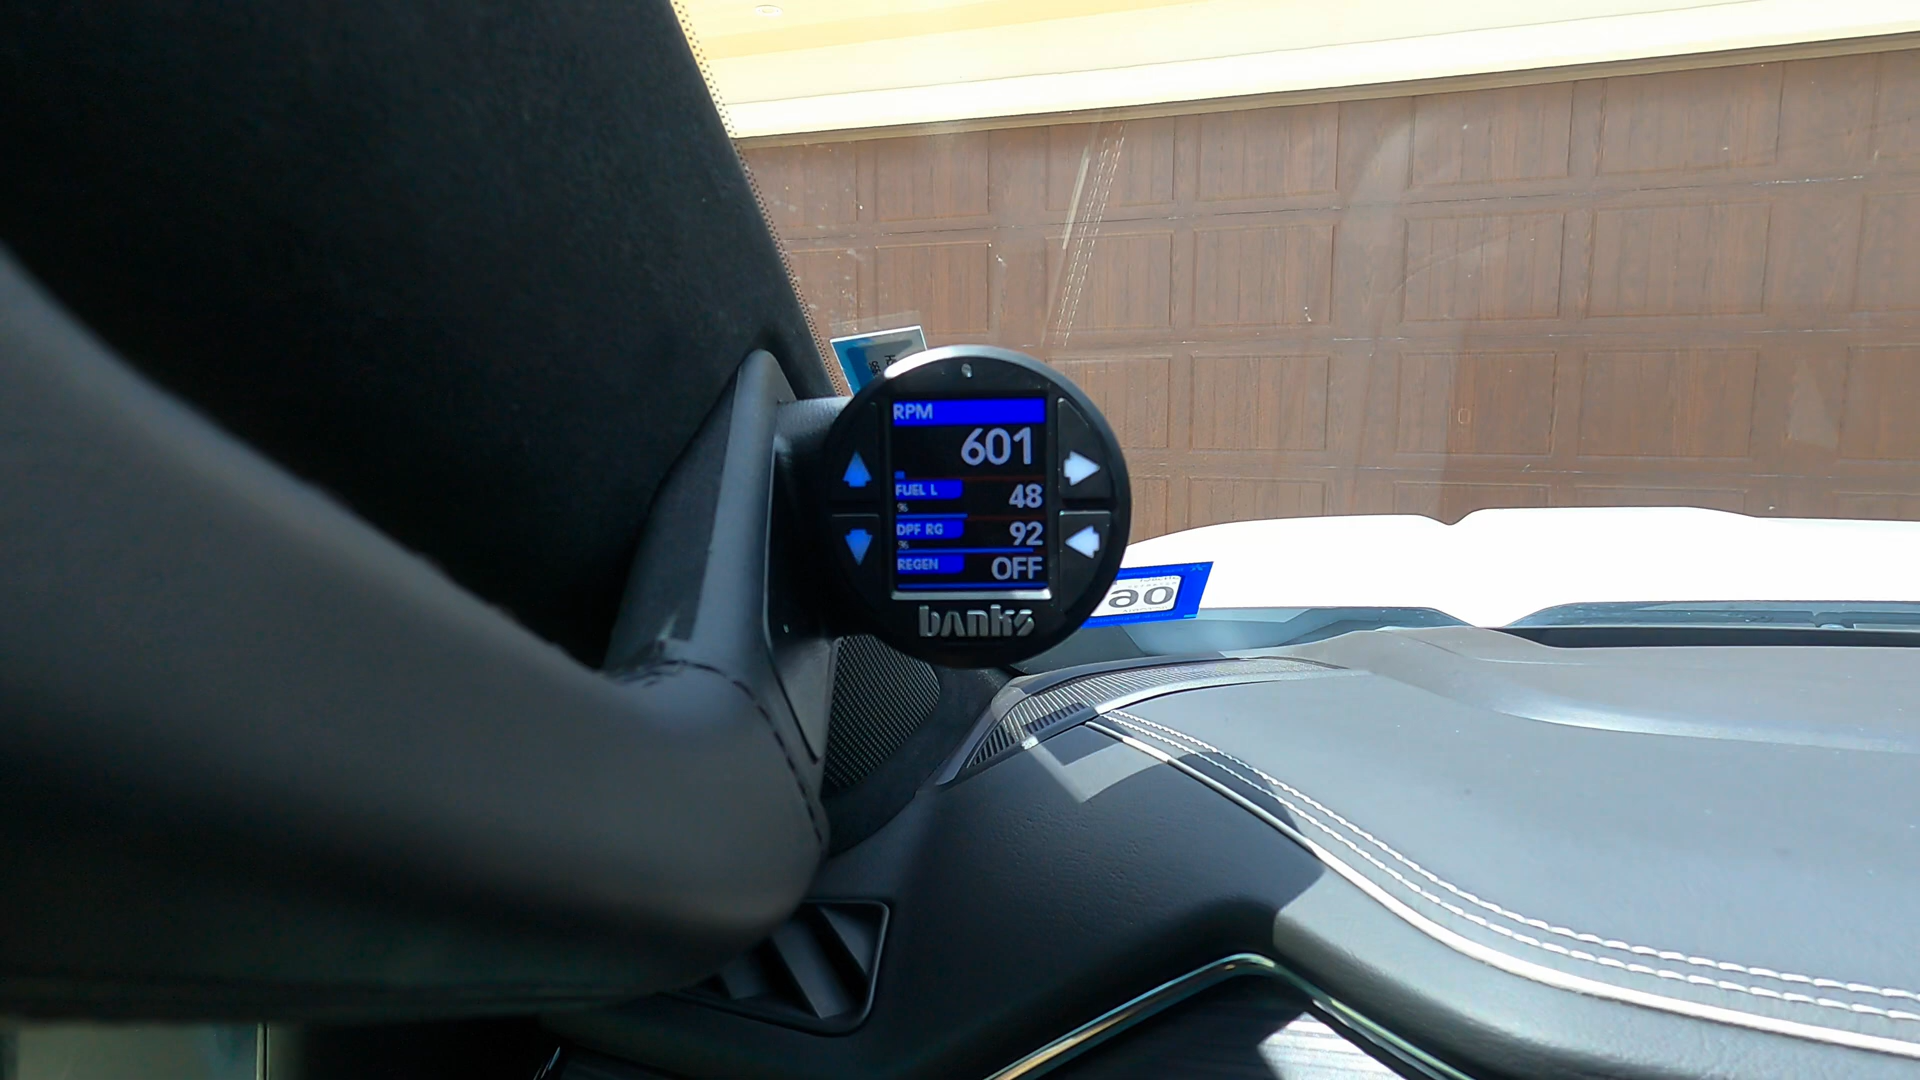 RPM
601
FUEL L
% 48
DPF RG
% 92
REGEN OFF
banks